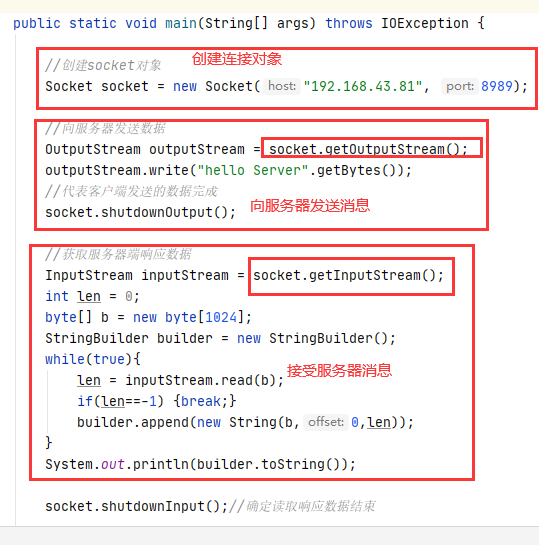 public static void main(String[] args) throws IOException {
//创建socket对象 创建连接对象
Socket socket = new Socket( host: "192.168.43.81", port: 8989);
//向服务器发送数据
OutputStream outputStream = socket.getOutputStream();
outputStream.write("hello Server".getBytes());
//代表客户端发送的数据完成
socket.shutdownOutput(); 向服务器发送消息
//获取服务器端响应数据
InputStream inputStream = socket.getInputStream();
int len = 0;
byte[] b = new byte[1024];
StringBuilder builder = new StringBuilder();
while(true){
len = inputStream.read(b); 接受服务器消息
if(len==-1) {break;}
builder.append(new String(b, offset: 0,len));
}
System.out.println(builder.toString());
socket.shutdownInput();//确定读取响应数据结束